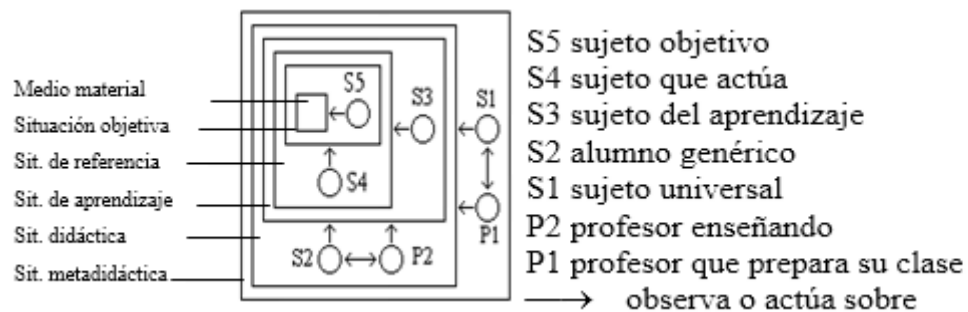 Medio material
Situación objetiva
Sit. de referencia
Sit. de aprendizaje
Sit. didáctica
Sit. metadidáctica
S5
S3
S1
S4
S2
P2
P1
S5 sujeto objetivo
S4 sujeto que actúa
S3 sujeto del aprendizaje
S2 alumno genérico
S1 sujeto universal
P2 profesor enseñando
P1 profesor que prepara su clase
observa o actúa sobre